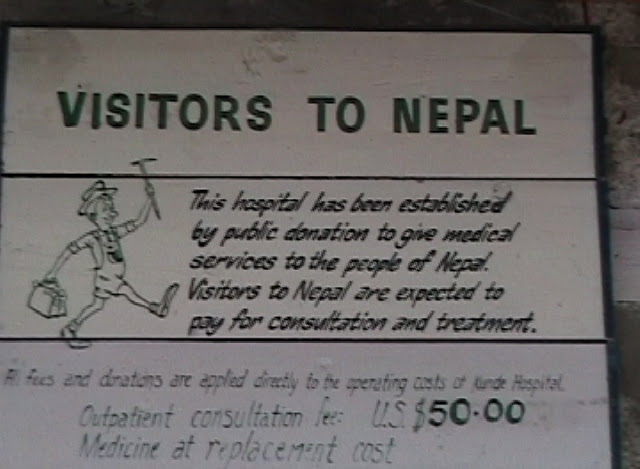 VISITORS TO NEPAL
This hospital has been established
by public donation to give medical
services to the people of Nepal.
Visitors to Nepal are expected to
pay for consultation and treatment.
All fees and donations are applied directly to the operating costs of Kunde Hospital.
Outpatient consultation fee: U.S. $50.00
Medicine at replacement cost